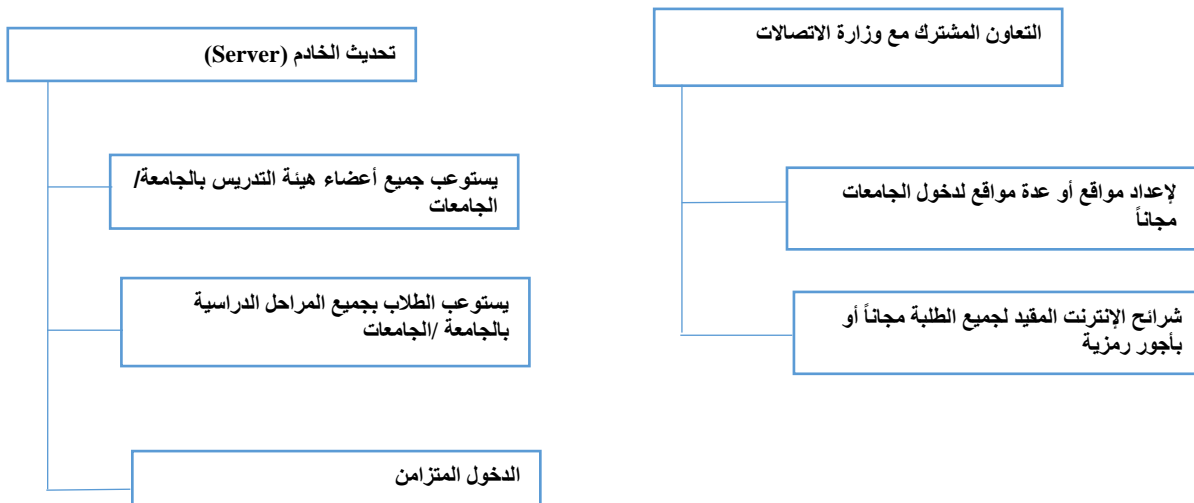 التعاون المشترك مع وزارة الاتصالات
لإعداد مواقع أو عدة مواقع لدخول الجامعات
مجاناً
شرائح الإنترنت المقيد لجميع الطلبة مجاناً أو
بأجور رمزية
تحديث الخادم (Server)
يستوعب جميع أعضاء هيئة التدريس بالجامعة/
الجامعات
يستوعب الطلاب بجميع المراحل الدراسية
بالجامعة /الجامعات
الدخول المتزامن